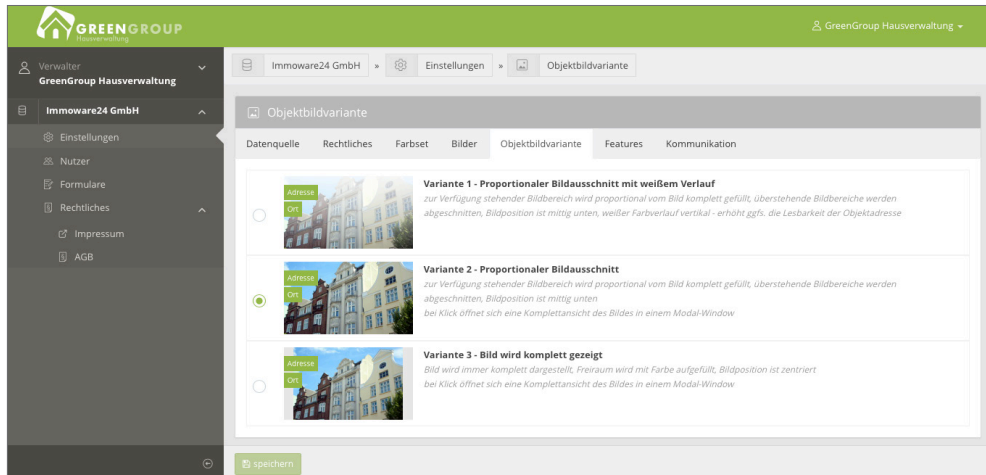 GREENGROUP
Hausverwaltung
GreenGroup Hausverwaltung
Verwalter
GreenGroup Hausverwaltung
Immoware24 GmbH
Einstellungen
Nutzer
Formulare
Rechtliches
Impressum
AGB
Immoware24 GmbH » Einstellungen » Objektbildvariante
Objektbildvariante
Datenquelle Rechtliches Farbset Bilder Objektbildvariante Features Kommunikation
Adresse
Ort
Variante 1 - Proportionaler Bildausschnitt mit weißem Verlauf
zur Verfügung stehender Bildbereich wird proportional vom Bild komplett gefüllt, überstehende Bildbereiche werden
abgeschnitten, Bildposition ist mittig unten, weißer Farbverlauf vertikal - erhöht ggfs. die Lesbarkeit der Objektadresse
Adresse
Ort
Variante 2 - Proportionaler Bildausschnitt
zur Verfügung stehender Bildbereich wird proportional vom Bild komplett gefüllt, überstehende Bildbereiche werden
abgeschnitten, Bildposition ist mittig unten
bei Klick öffnet sich eine Komplettansicht des Bildes in einem Modal-Window
Adresse
Ort
Variante 3 - Bild wird komplett gezeigt
Bild wird immer komplett dargestellt, Freiraum wird mit Farbe aufgefüllt, Bildposition ist zentriert
bei Klick öffnet sich eine Komplettansicht des Bildes in einem Modal-Window
speichern